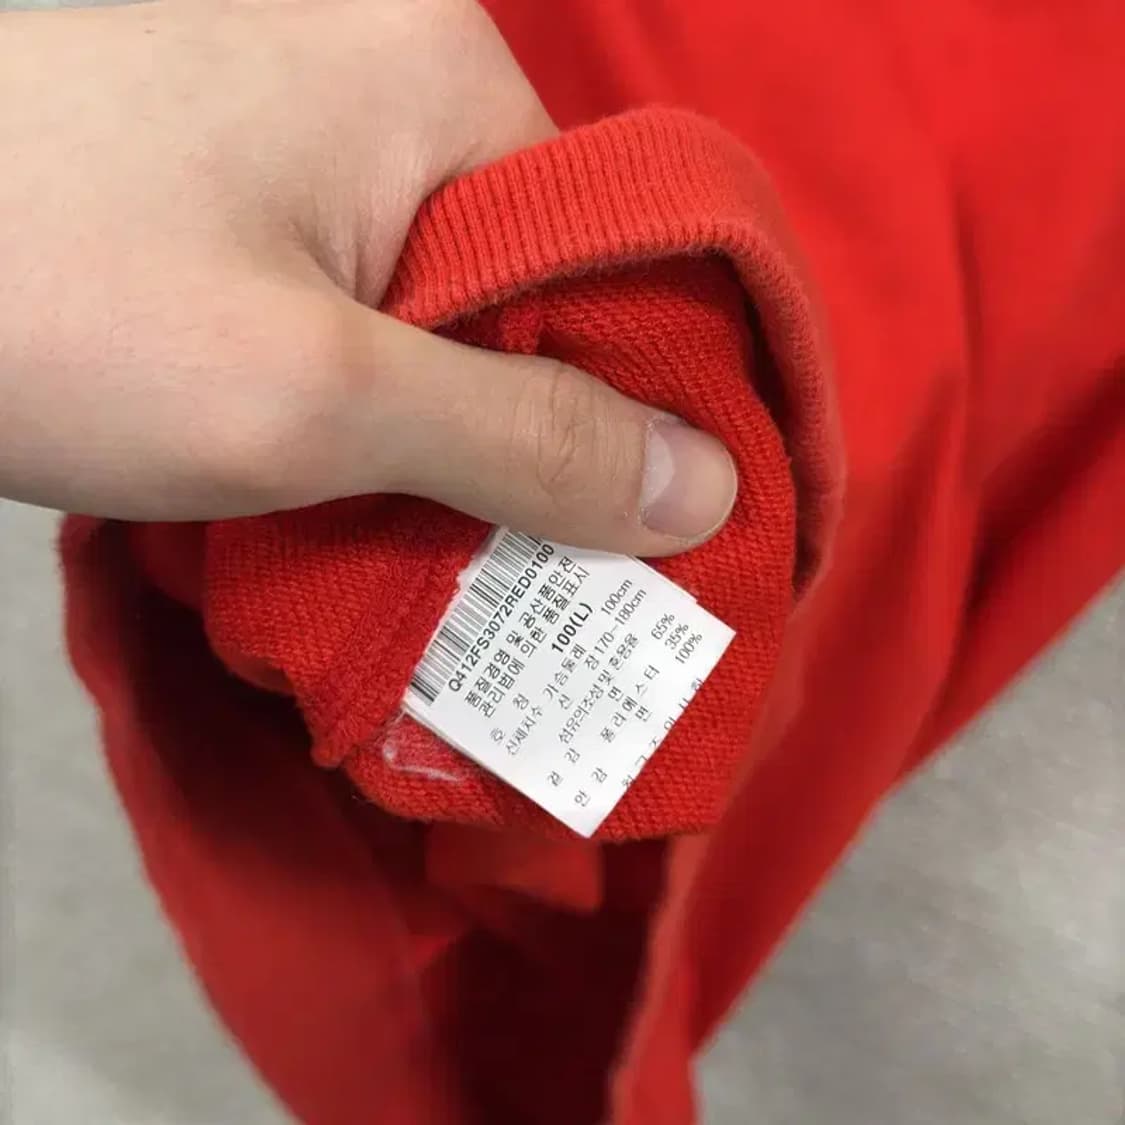 Q412FS3072RED0100
품질경영 및 공산품안전
관리법에 의한 품질표시
호 칭 100(L)
신체치수 가슴둘레 100cm
신 장 170~180cm
섬유의조성및혼용율
겉 감 면 65%
폴리에스터 35%
안 감 면 100%